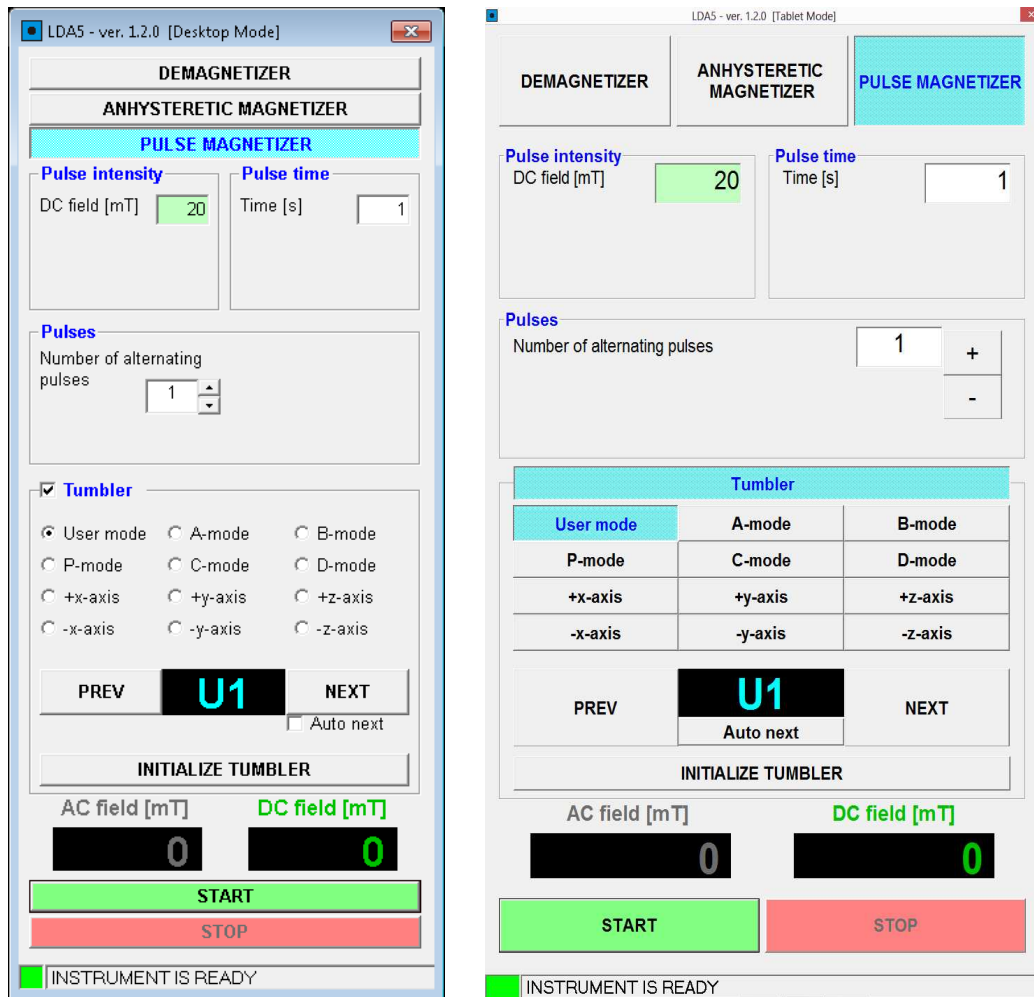 LDA5 - ver. 1.2.0 [Desktop Mode]
DEMAGNETIZER
ANHYSTERETIC MAGNETIZER
PULSE MAGNETIZER
Pulse intensity Pulse time
DC field [mT] 20 Time [s] 1
Pulses
Number of alternating
pulses 1
Tumbler
User mode A-mode B-mode
P-mode C-mode D-mode
+x-axis +y-axis +z-axis
-x-axis -y-axis -z-axis
PREV U1 NEXT
Auto next
INITIALIZE TUMBLER
AC field [mT] DC field [mT]
0 0
START
STOP
INSTRUMENT IS READY
LDA5 - ver. 1.2.0 [Tablet Mode]
DEMAGNETIZER ANHYSTERETIC MAGNETIZER PULSE MAGNETIZER
Pulse intensity Pulse time
DC field [mT] 20 Time [s] 1
Pulses
Number of alternating pulses 1 +
-
Tumbler
User mode A-mode B-mode
P-mode C-mode D-mode
+x-axis +y-axis +z-axis
-x-axis -y-axis -z-axis
PREV U1 NEXT
Auto next
INITIALIZE TUMBLER
AC field [mT] DC field [mT]
0 0
START STOP
INSTRUMENT IS READY